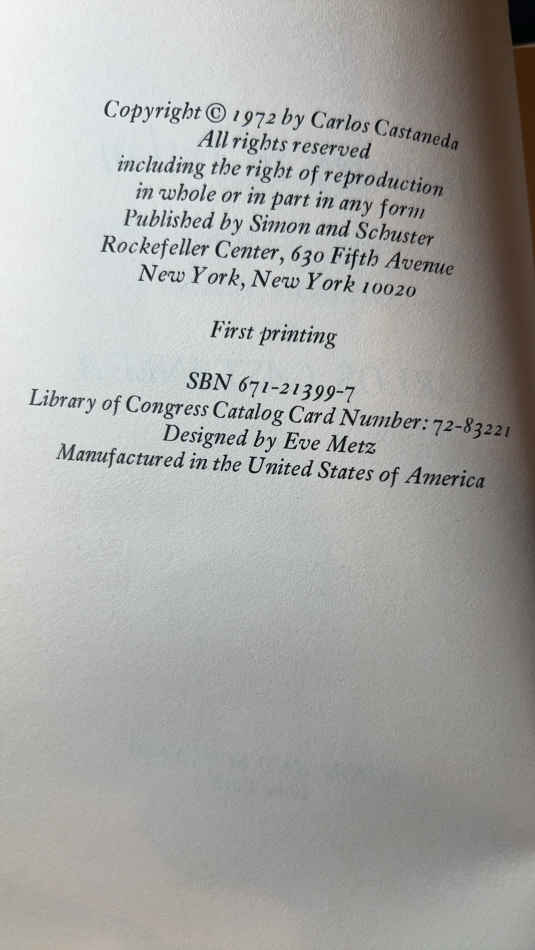 Copyright © 1972 by Carlos Castaneda
All rights reserved
including the right of reproduction
in whole or in part in any form
Published by Simon and Schuster
Rockefeller Center, 630 Fifth Avenue
New York, New York 10020
First printing
SBN 671-21399-7
Library of Congress Catalog Card Number: 72-83221
Designed by Eve Metz
Manufactured in the United States of America